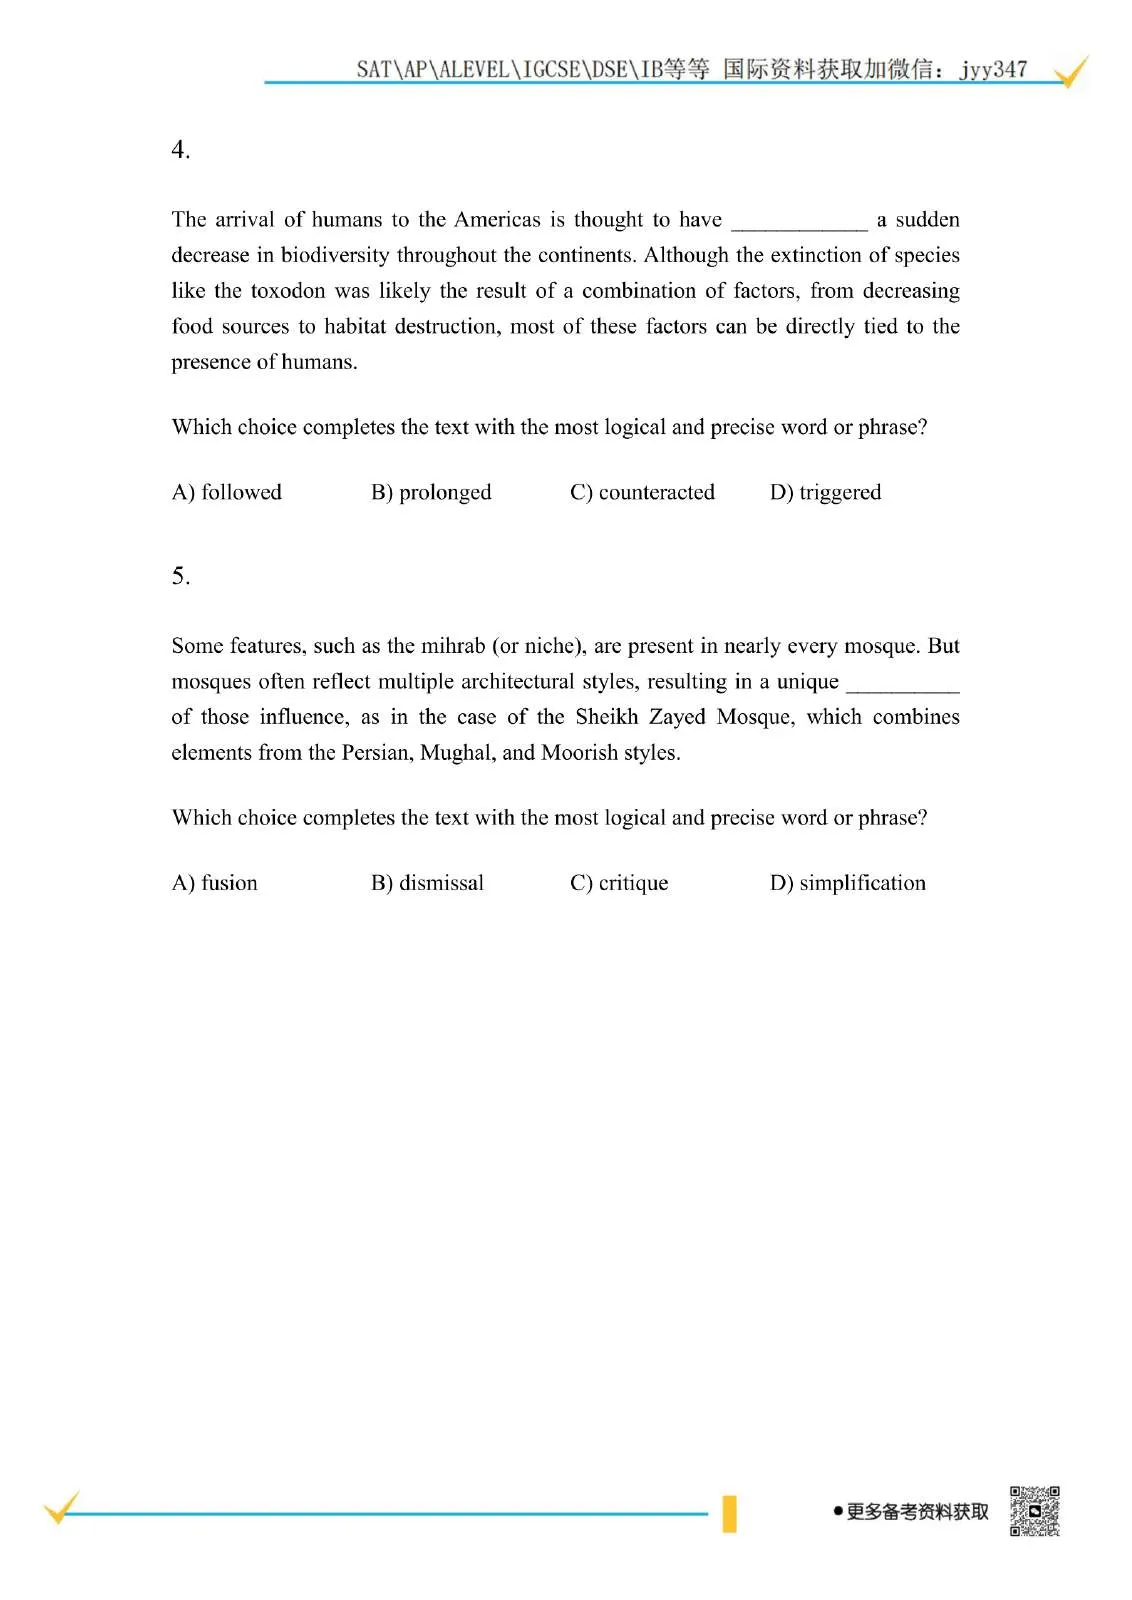 SAT\AP\ALEVEL\IGCSE\DSE\IB等等 国际资料获取加微信：jyy347
4.
The arrival of humans to the Americas is thought to have ____________ a sudden
decrease in biodiversity throughout the continents. Although the extinction of species
like the toxodon was likely the result of a combination of factors, from decreasing
food sources to habitat destruction, most of these factors can be directly tied to the
presence of humans.
Which choice completes the text with the most logical and precise word or phrase?
A) followed B) prolonged C) counteracted D) triggered
5.
Some features, such as the mihrab (or niche), are present in nearly every mosque. But
mosques often reflect multiple architectural styles, resulting in a unique __________
of those influence, as in the case of the Sheikh Zayed Mosque, which combines
elements from the Persian, Mughal, and Moorish styles.
Which choice completes the text with the most logical and precise word or phrase?
A) fusion B) dismissal C) critique D) simplification
●更多备考资料获取